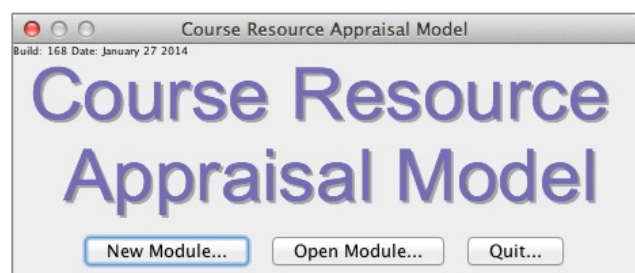 Course Resource Appraisal Model
Build: 168 Date: January 27 2014
Course Resource
Appraisal Model
New Module... Open Module... Quit...